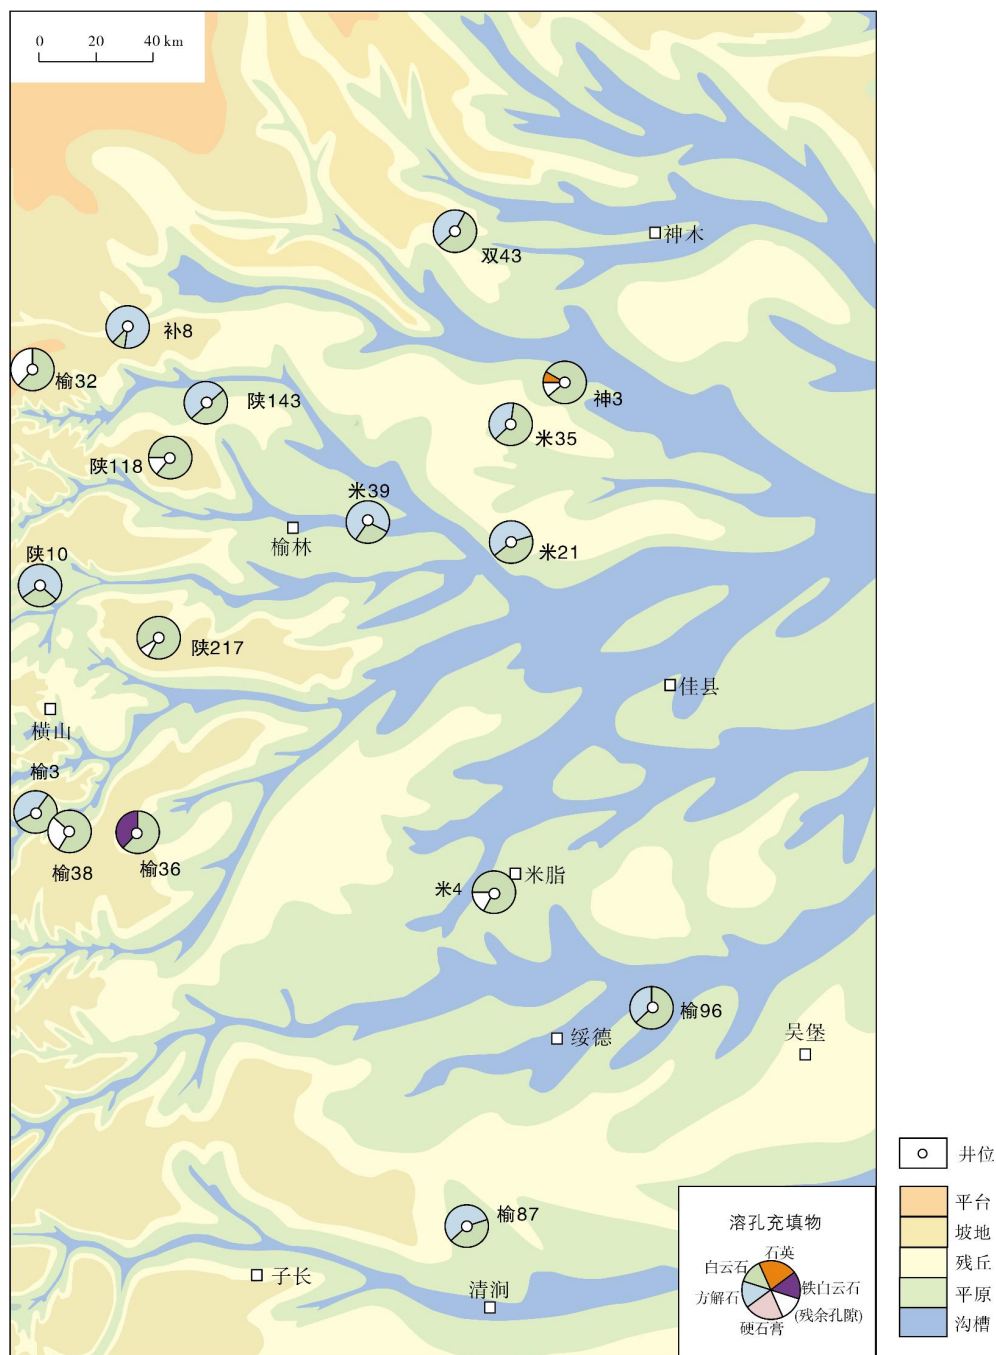 0 20 40 km
双43
神木
补8
榆32
陕143
神3
米35
陕118
米39
榆林
米21
陕10
陕217
佳县
横山
榆3
榆38
榆36
米4
米脂
榆96
绥德
吴堡
榆87
子长
清涧
溶孔充填物
石英
白云石
铁白云石
方解石
(残余孔隙)
硬石膏
井位
平台
坡地
残丘
平原
沟槽